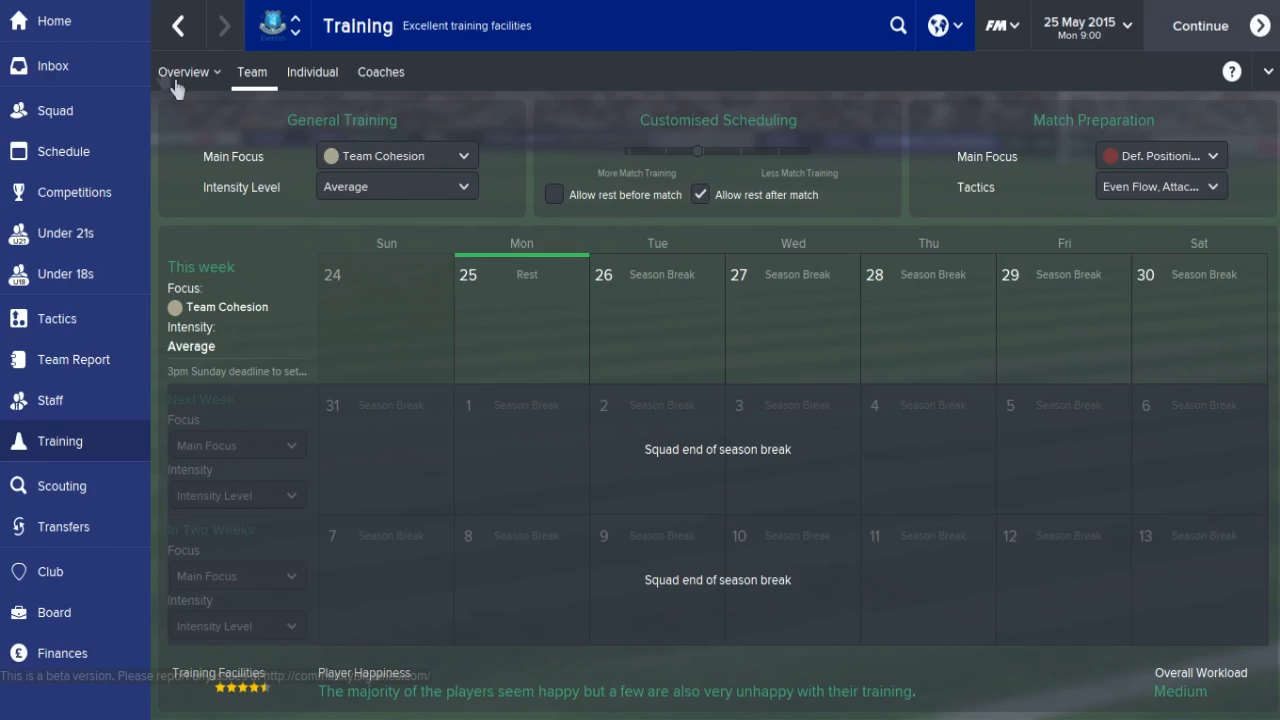 Home
Inbox
Squad
Schedule
Competitions
Under 21s
U21
Under 18s
U18
Tactics
Team Report
Staff
Training
Scouting
Transfers
Club
Board
Finances
Training Excellent training facilities
FM
25 May 2015
Mon 9:00
Continue
Overview Team Individual Coaches
?
General Training
Main Focus Team Cohesion
Intensity Level Average
Customised Scheduling
More Match Training Less Match Training
Allow rest before match Allow rest after match
Match Preparation
Main Focus Def. Positioni...
Tactics Even Flow, Attac...
Sun Mon Tue Wed Thu Fri Sat
This week
Focus:
Team Cohesion
Intensity:
Average
3pm Sunday deadline to set...
24 25 Rest 26 Season Break 27 Season Break 28 Season Break 29 Season Break 30 Season Break
Next Week
Focus
Main Focus
Intensity
Intensity Level
31 Season Break 1 Season Break 2 Season Break 3 Season Break 4 Season Break 5 Season Break 6 Season Break
Squad end of season break
In Two Weeks
Focus
Main Focus
Intensity
Intensity Level
7 Season Break 8 Season Break 9 Season Break 10 Season Break 11 Season Break 12 Season Break 13 Season Break
Squad end of season break
Training Facilities
Player Happiness
The majority of the players seem happy but a few are also very unhappy with their training.
Overall Workload
Medium
This is a beta version. Please report